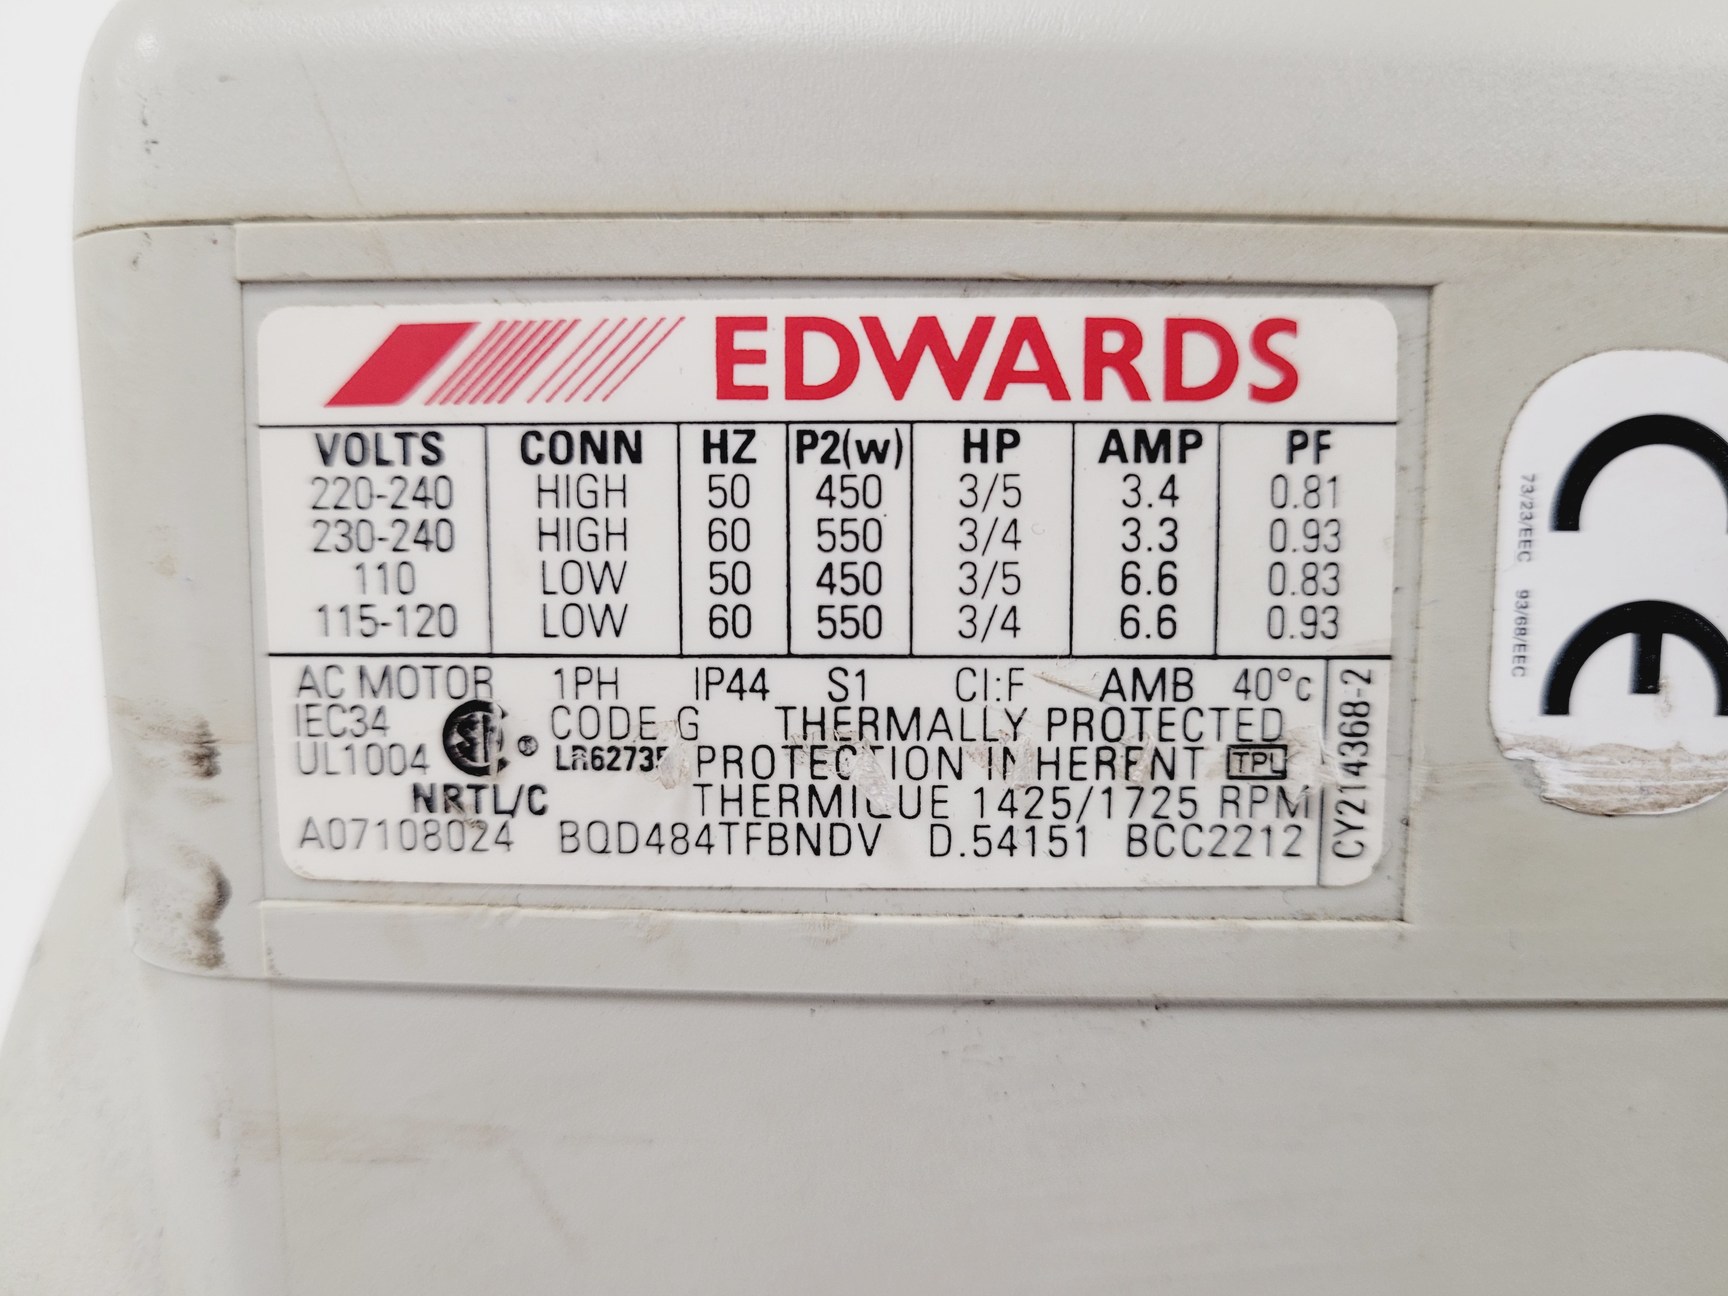 EDWARDS
VOLTS CONN HZ P2(w) HP AMP PF
220-240 HIGH 50 450 3/5 3.4 0.81
230-240 HIGH 60 550 3/4 3.3 0.93
110 LOW 50 450 3/5 6.6 0.83
115-120 LOW 60 550 3/4 6.6 0.93
AC MOTOR 1PH IP44 S1 CI:F AMB 40°c
IEC34 CODE G THERMALLY PROTECTED
UL1004 ® PROTECTION INHERENT TPL
NRTL/C THERMIQUE 1425/1725 RPM
A07108024 BQD484TFBNDV D.54151 BCC2212
CY214368-2
CE
73/23/EEC 93/68/EEC